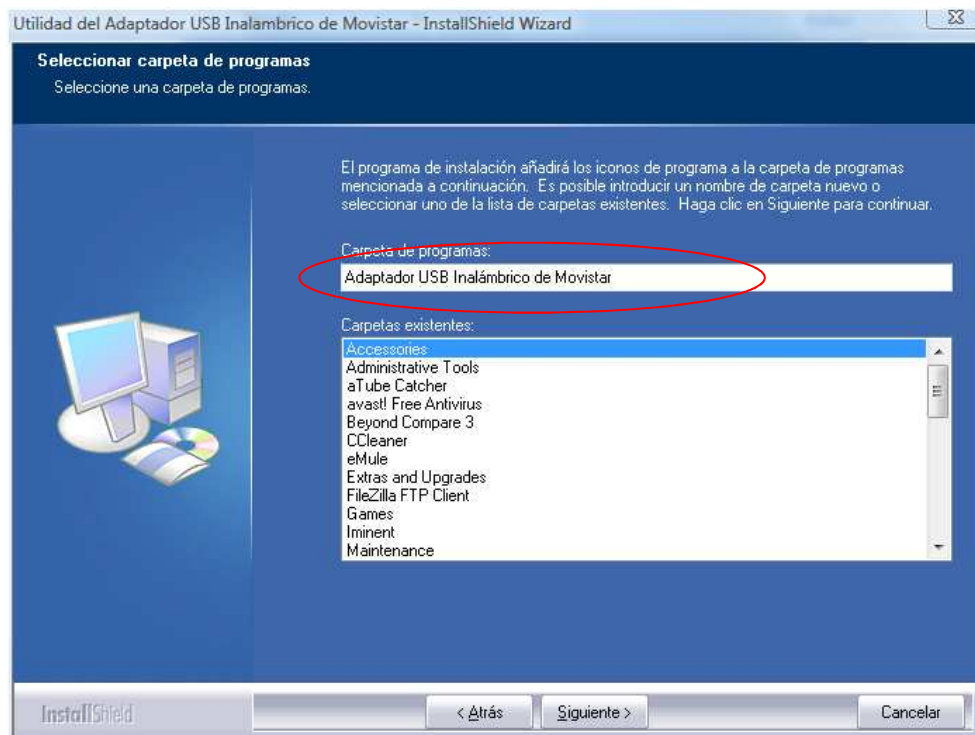 Utilidad del Adaptador USB Inalambrico de Movistar - InstallShield Wizard
Seleccionar carpeta de programas
Seleccione una carpeta de programas.
El programa de instalación añadirá los iconos de programa a la carpeta de programas
mencionada a continuación. Es posible introducir un nombre de carpeta nuevo o
seleccionar uno de la lista de carpetas existentes. Haga clic en Siguiente para continuar.
Carpeta de programas:
Adaptador USB Inalámbrico de Movistar
Carpetas existentes:
Accessories
Administrative Tools
aTube Catcher
avast! Free Antivirus
Beyond Compare 3
CCleaner
eMule
Extras and Upgrades
FileZilla FTP Client
Games
Iminent
Maintenance
InstallShield
< Atrás
Siguiente >
Cancelar